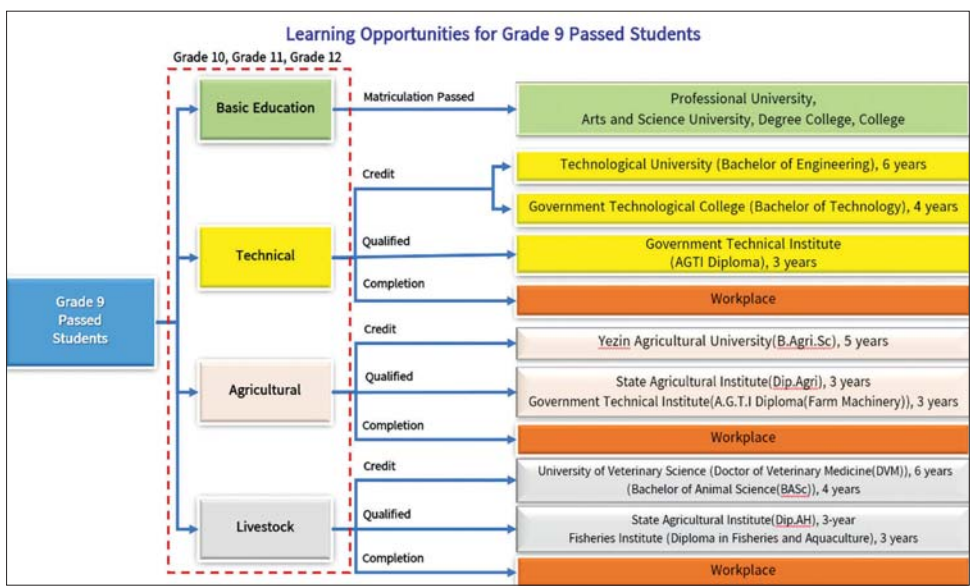 Learning Opportunities for Grade 9 Passed Students
Grade 10, Grade 11, Grade 12
Grade 9
Passed
Students
Basic Education
Matriculation Passed
Professional University,
Arts and Science University, Degree College, College
Technical
Credit
Technological University (Bachelor of Engineering), 6 years
Government Technological College (Bachelor of Technology), 4 years
Qualified
Government Technical Institute
(AGTI Diploma), 3 years
Completion
Workplace
Agricultural
Credit
Yezin Agricultural University(B.Agri.Sc), 5 years
Qualified
State Agricultural Institute(Dip.Agri), 3 years
Government Technical Institute(A.G.T.I Diploma(Farm Machinery)), 3 years
Completion
Workplace
Livestock
Credit
University of Veterinary Science (Doctor of Veterinary Medicine(DVM)), 6 years
(Bachelor of Animal Science(BASc)), 4 years
Qualified
State Agricultural Institute(Dip.AH), 3-year
Fisheries Institute (Diploma in Fisheries and Aquaculture), 3 years
Completion
Workplace